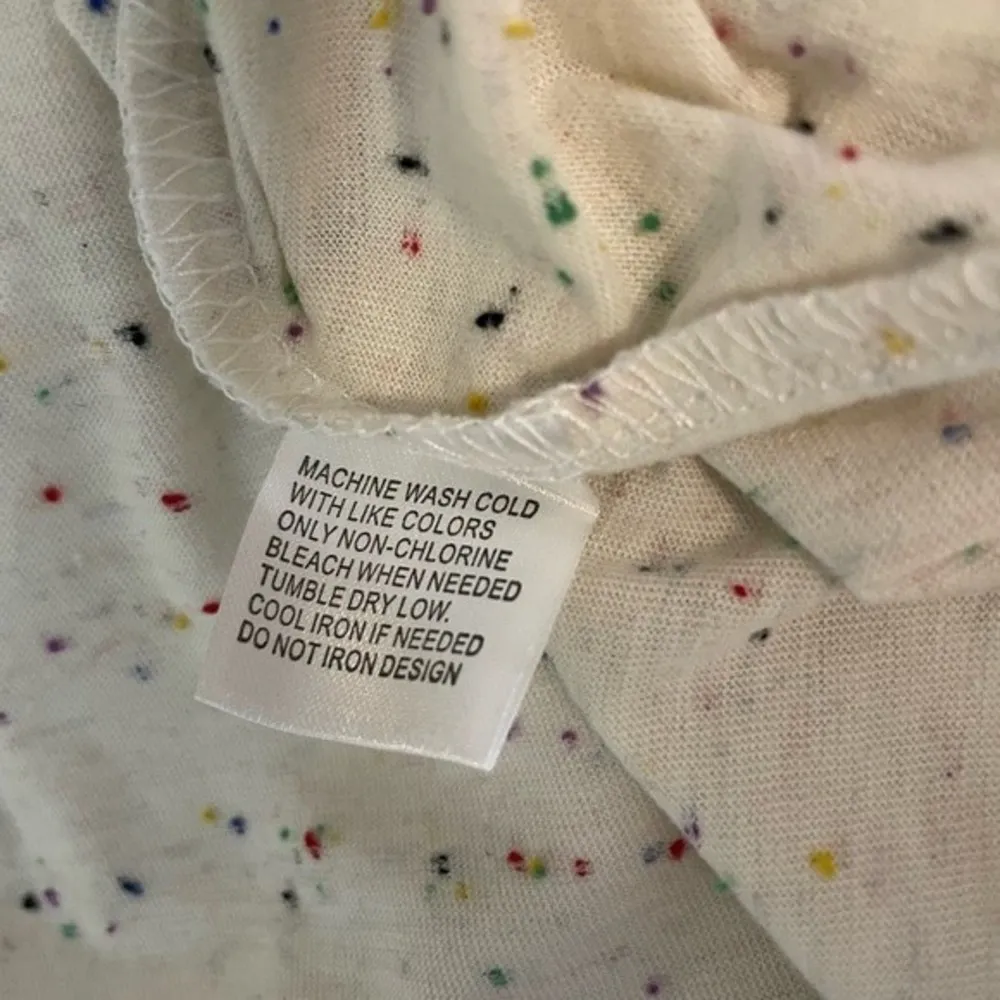 MACHINE WASH COLD
WITH LIKE COLORS
ONLY NON-CHLORINE
BLEACH WHEN NEEDED
TUMBLE DRY LOW.
COOL IRON IF NEEDED
DO NOT IRON DESIGN